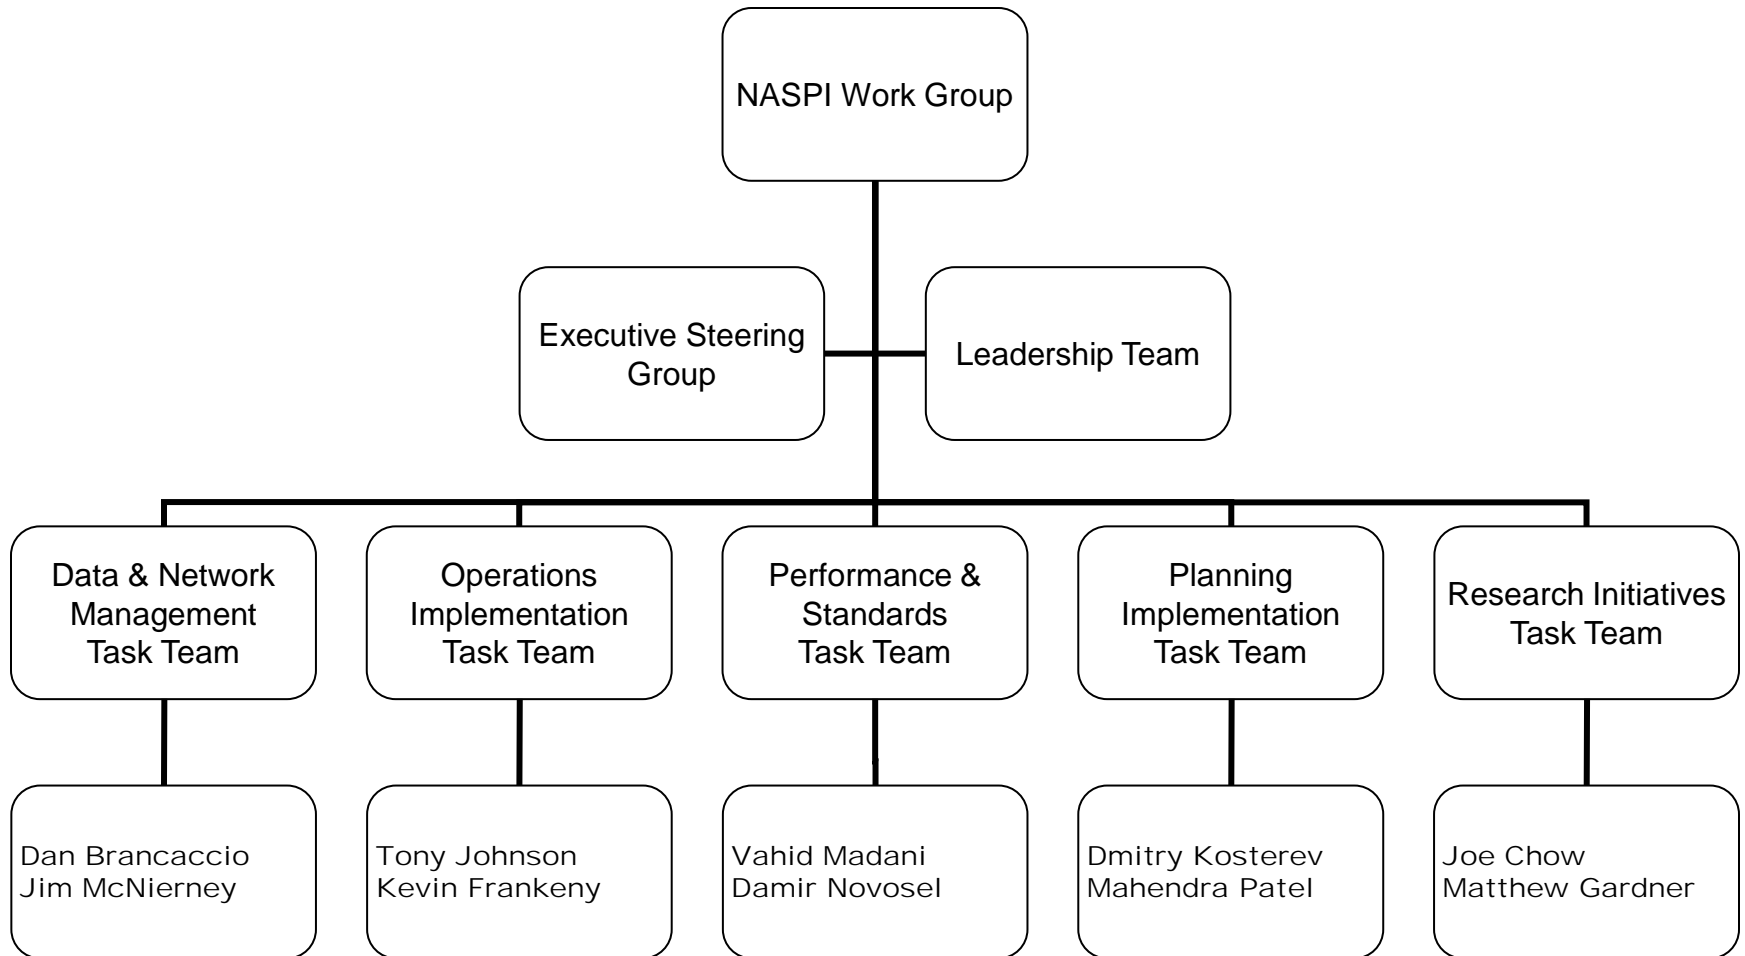 NASPI Work Group
Executive Steering
Group
Leadership Team
Data & Network
Management
Task Team
Operations
Implementation
Task Team
Performance &
Standards
Task Team
Planning
Implementation
Task Team
Research Initiatives
Task Team
Dan Brancaccio
Jim McNierney
Tony Johnson
Kevin Frankeny
Vahid Madani
Damir Novosel
Dmitry Kosterev
Mahendra Patel
Joe Chow
Matthew Gardner